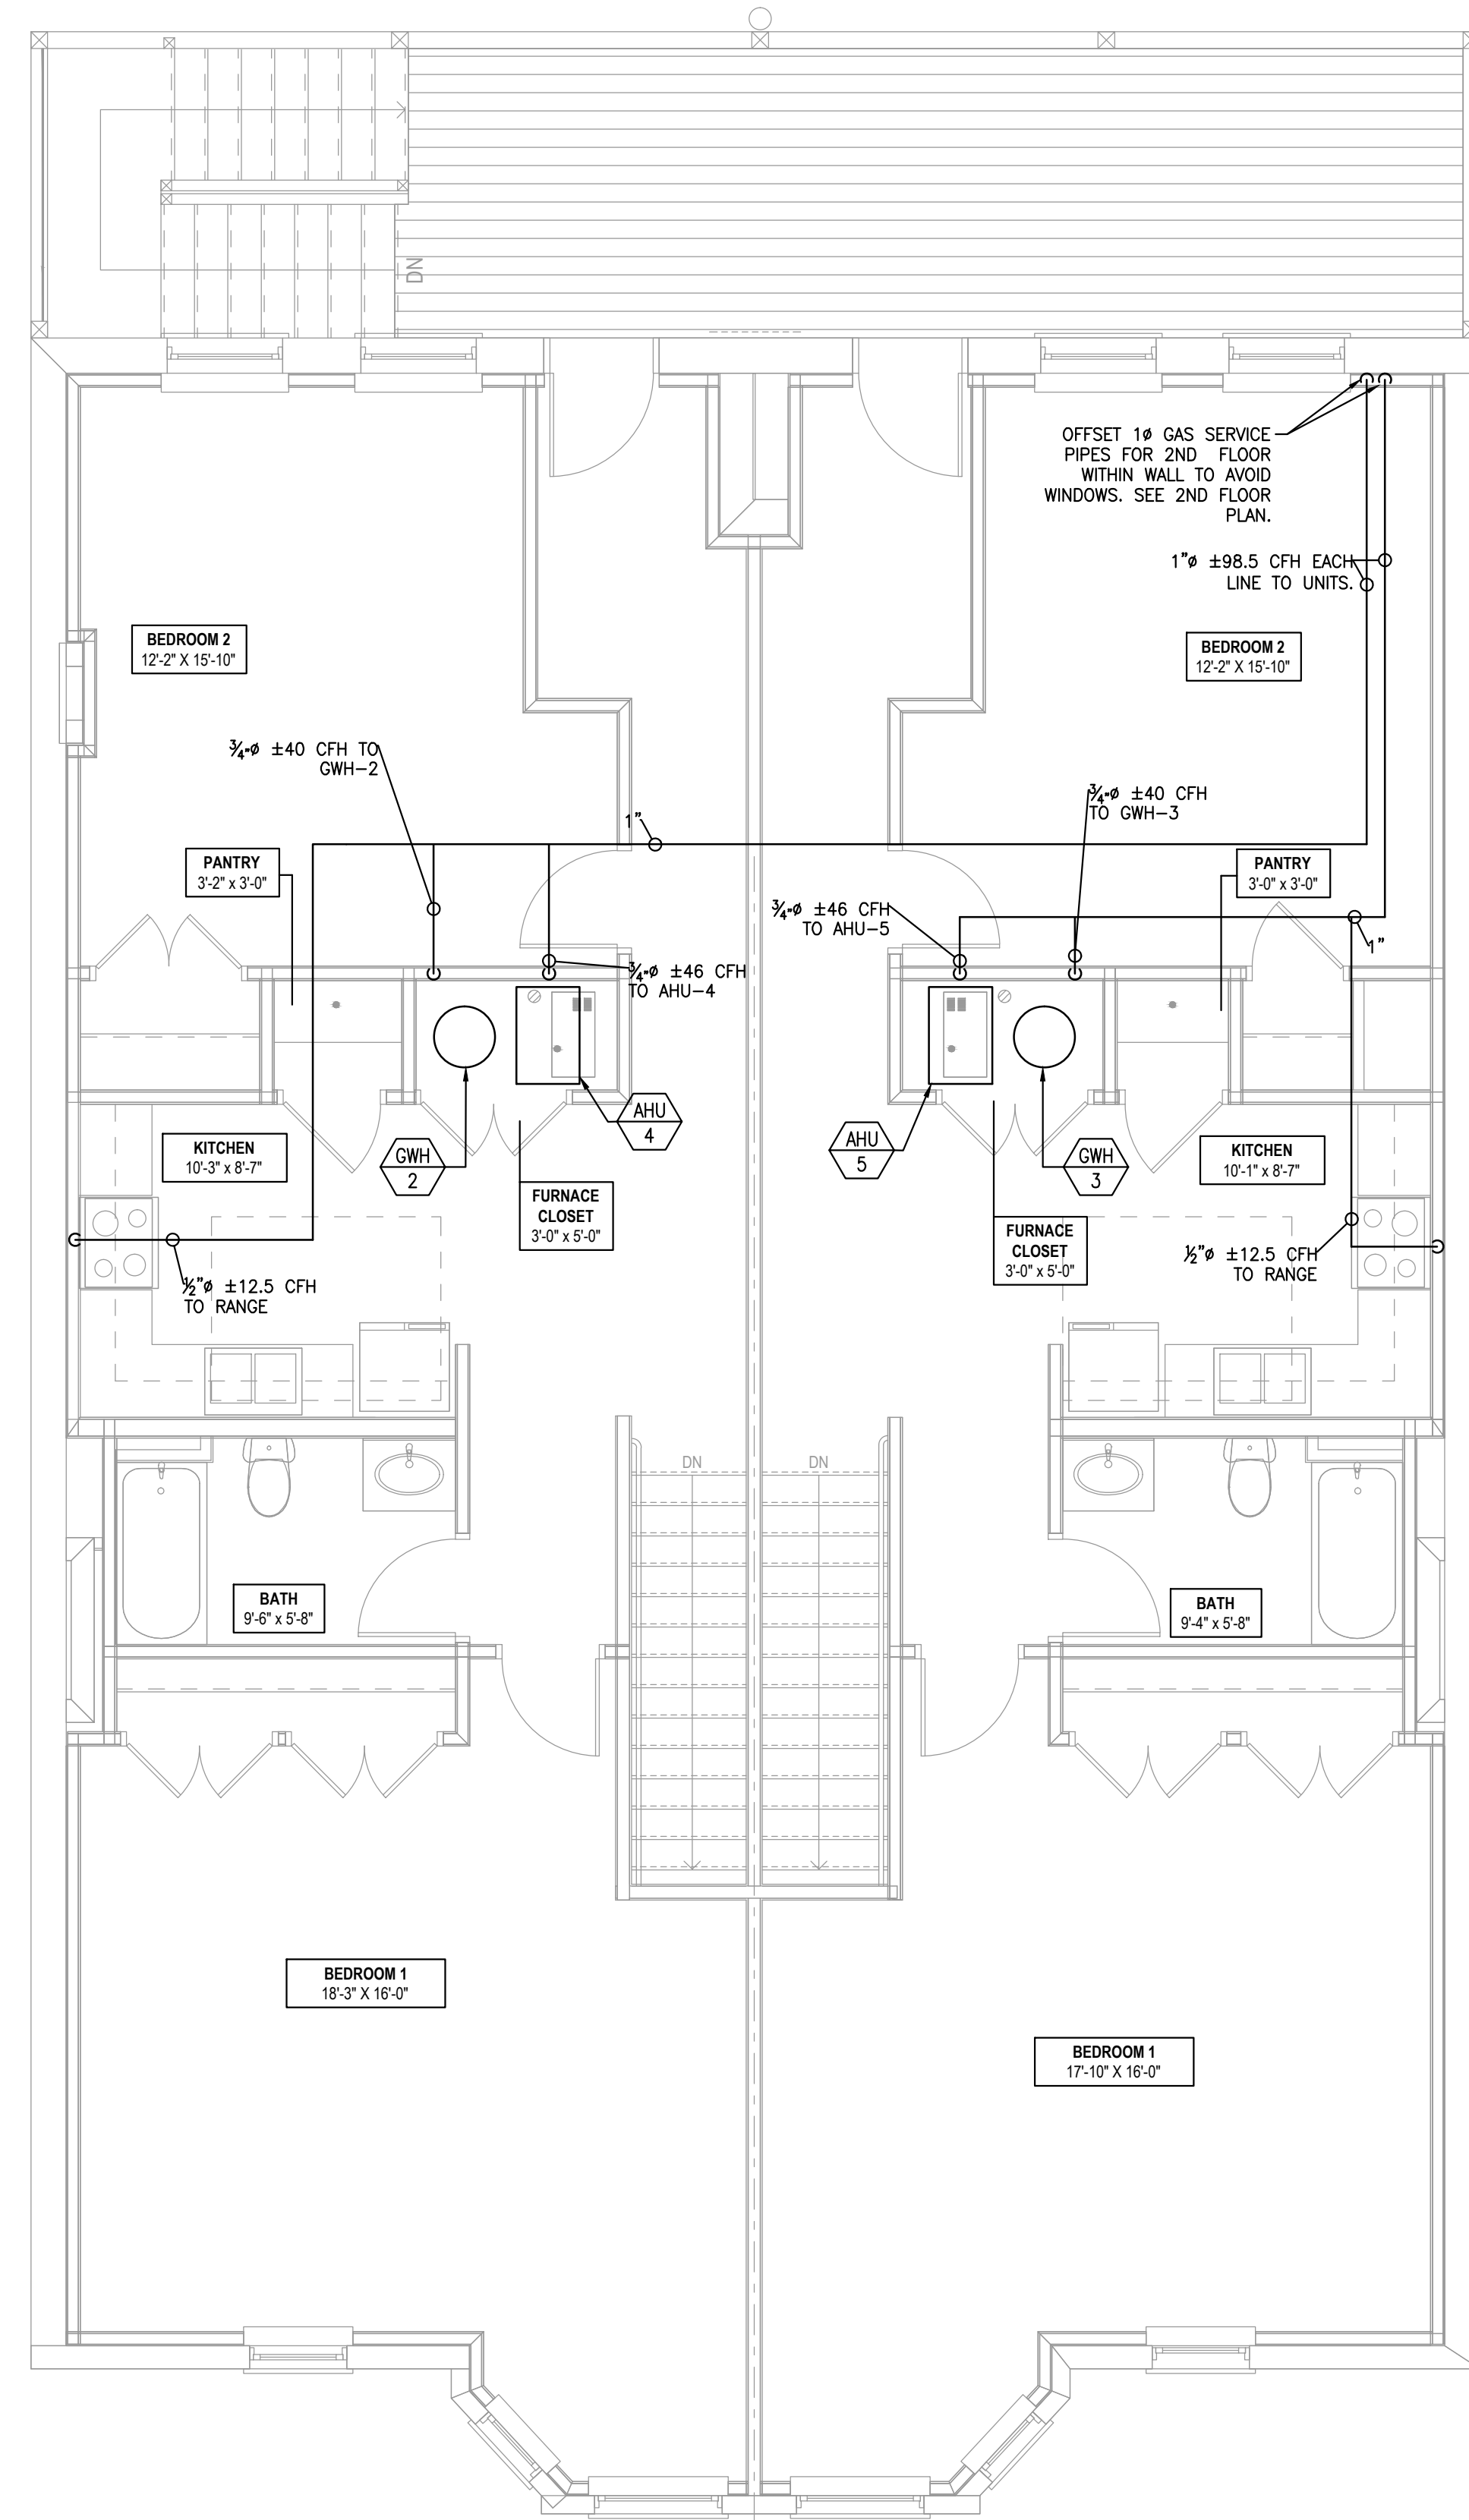 DN
OFFSET 1ø GAS SERVICE
PIPES FOR 2ND FLOOR
WITHIN WALL TO AVOID
WINDOWS. SEE 2ND FLOOR
PLAN.
1"ø ±98.5 CFH EACH
LINE TO UNITS.
BEDROOM 2
12'-2" X 15'-10"
BEDROOM 2
12'-2" X 15'-10"
¾"ø ±40 CFH TO
GWH-2
¾"ø ±40 CFH
TO GWH-3
1"
PANTRY
3'-2" x 3'-0"
PANTRY
3'-0" x 3'-0"
¾"ø ±46 CFH
TO AHU-5
1"
¾"ø ±46 CFH
TO AHU-4
AHU
4
AHU
5
KITCHEN
10'-3" x 8'-7"
GWH
2
GWH
3
KITCHEN
10'-1" x 8'-7"
FURNACE
CLOSET
3'-0" x 5'-0"
FURNACE
CLOSET
3'-0" x 5'-0"
½"ø ±12.5 CFH
TO RANGE
½"ø ±12.5 CFH
TO RANGE
DN
DN
BATH
9'-6" x 5'-8"
BATH
9'-4" x 5'-8"
BEDROOM 1
18'-3" X 16'-0"
BEDROOM 1
17'-10" X 16'-0"